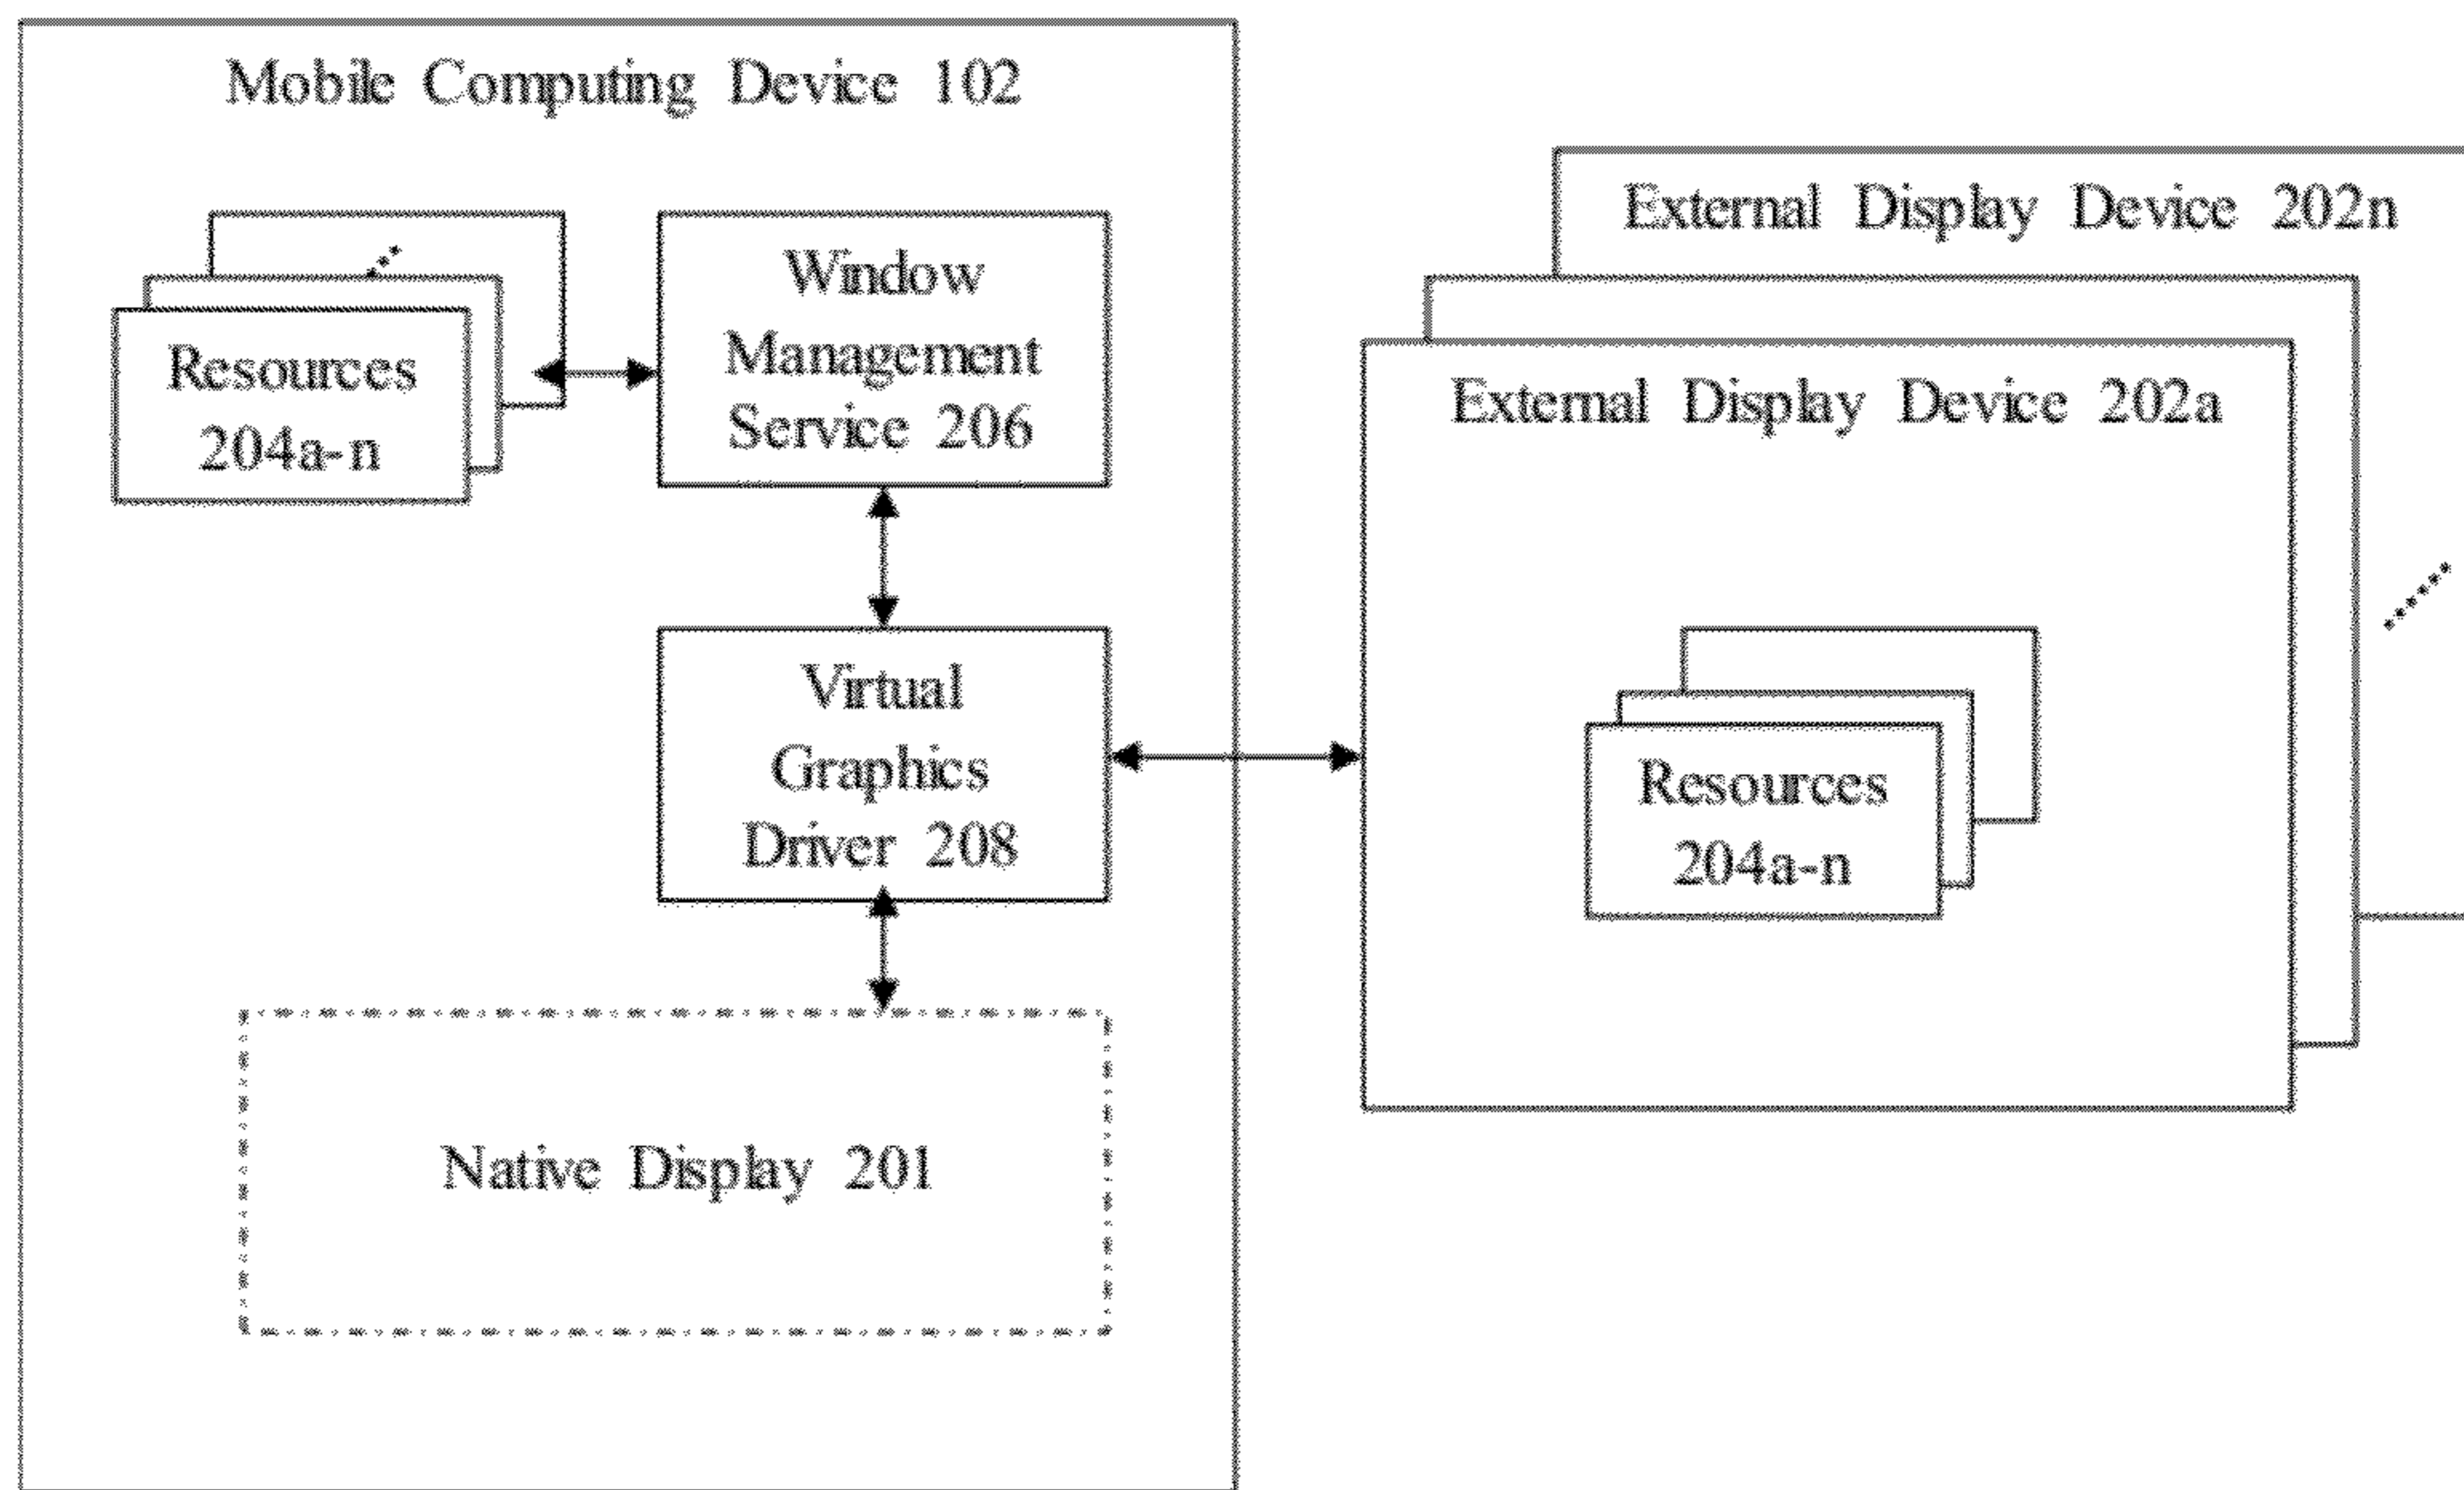 Mobile Computing Device 102
Resources
204a-n
Window
Management
Service 206
Virtual
Graphics
Driver 208
Native Display 201
External Display Device 202n
External Display Device 202a
Resources
204a-n